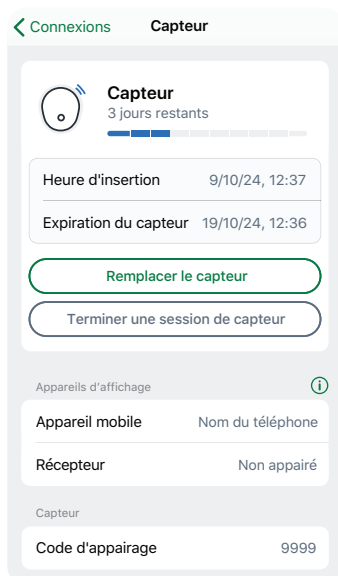 Connexions
Capteur
Capteur
3 jours restants
Heure d'insertion 9/10/24, 12:37
Expiration du capteur 19/10/24, 12:36
Remplacer le capteur
Terminer une session de capteur
Appareils d'affichage
Appareil mobile Nom du téléphone
Récepteur Non appairé
Capteur
Code d'appairage 9999